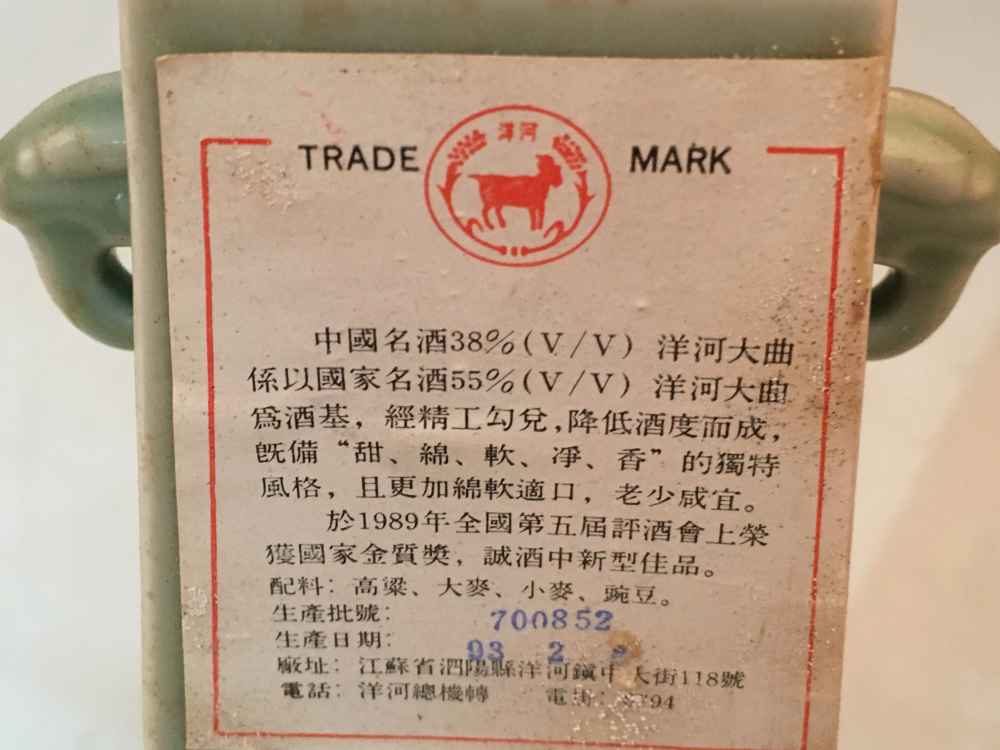 TRADE 洋河 MARK
中國名酒38%(V/V) 洋河大曲
係以國家名酒55%(V/V) 洋河大曲
爲酒基，經精工勾兌，降低酒度而成，
既備“甜、綿、軟、凈、香”的獨特
風格，且更加綿軟適口，老少咸宜。
於1989年全國第五屆評酒會上榮
獲國家金質獎，誠酒中新型佳品。
配料：高粱、大麥、小麥、豌豆。
生産批號： 700852
生産日期： 93 2
廠址：江蘇省泗陽縣洋河鎮中大街118號
電話：洋河總機轉 電 94